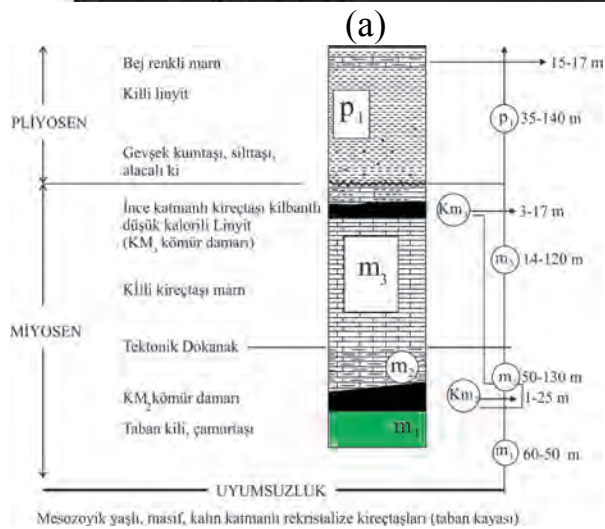 (a)
Bej renkli marn
15-17 m
Killi linyit
p1
p1 35-140 m
PLİYOSEN
Gevşek kumtaşı, silttaşı,
alacalı ki
İnce katmanlı kireçtaşı kilbantlı
düşük kalorili Linyit
(KM3 kömür damarı)
Km3
3-17 m
m3
m3 14-120 m
Kİlli kireçtaşı marn
MİYOSEN
Tektonik Dokanak
m2
m2 50-130 m
KM2 kömür damarı
Km2
1-25 m
Taban kili, çamurtaşı
m1
m1 60-50 m
UYUMSUZLUK
Mesozoyik yaşlı, masif, kalın katmanlı rekristalize kireçtaşları (taban kayası)